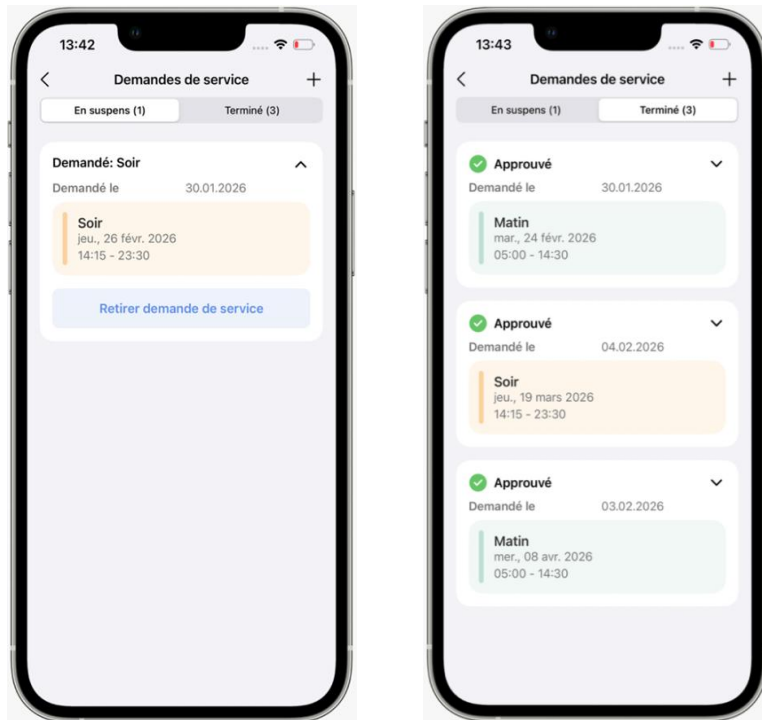 13:42
Demandes de service
En suspens (1) Terminé (3)
Demandé: Soir
Demandé le 30.01.2026
Soir
jeu., 26 févr. 2026
14:15 - 23:30
Retirer demande de service
13:43
Demandes de service
En suspens (1) Terminé (3)
Approuvé
Demandé le 30.01.2026
Matin
mar., 24 févr. 2026
05:00 - 14:30
Approuvé
Demandé le 04.02.2026
Soir
jeu., 19 mars 2026
14:15 - 23:30
Approuvé
Demandé le 03.02.2026
Matin
mer., 08 avr. 2026
05:00 - 14:30